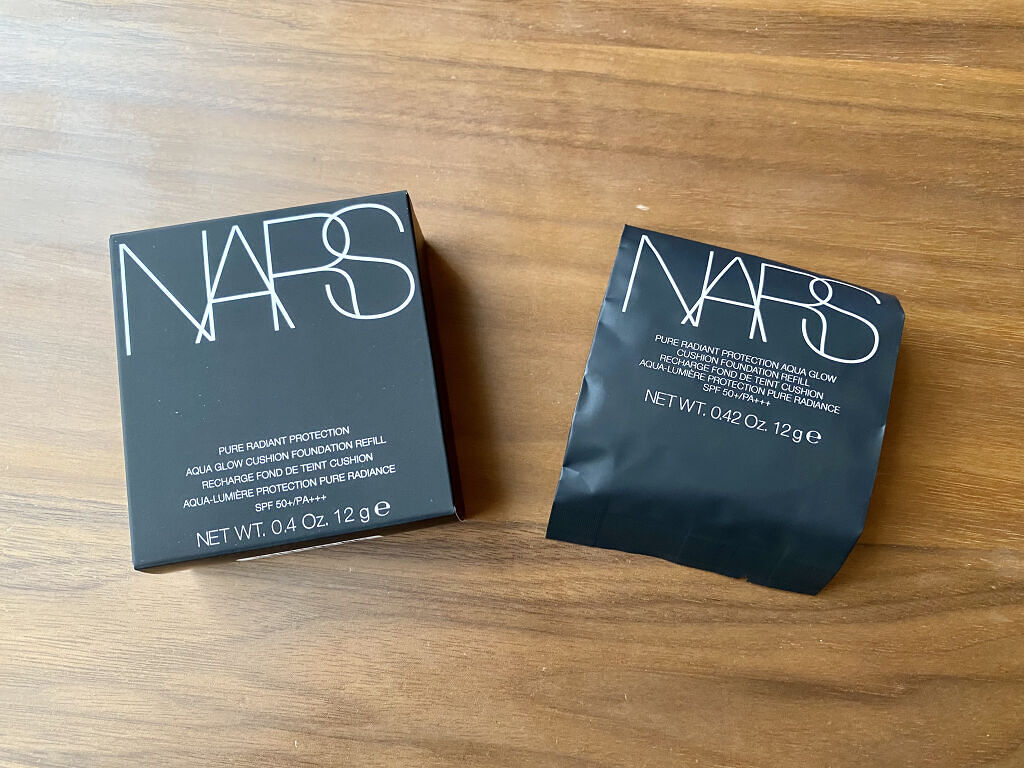 NARS
PURE RADIANT PROTECTION
AQUA GLOW CUSHION FOUNDATION REFILL
RECHARGE FOND DE TEINT CUSHION
AQUA-LUMIÈRE PROTECTION PURE RADIANCE
SPF 50+/PA+++
NET WT. 0.4 Oz. 12 g ℮
NARS
PURE RADIANT PROTECTION AQUA GLOW
CUSHION FOUNDATION REFILL
RECHARGE FOND DE TEINT CUSHION
AQUA-LUMIÈRE PROTECTION PURE RADIANCE
SPF 50+/PA+++
NET WT. 0.42 Oz. 12g ℮